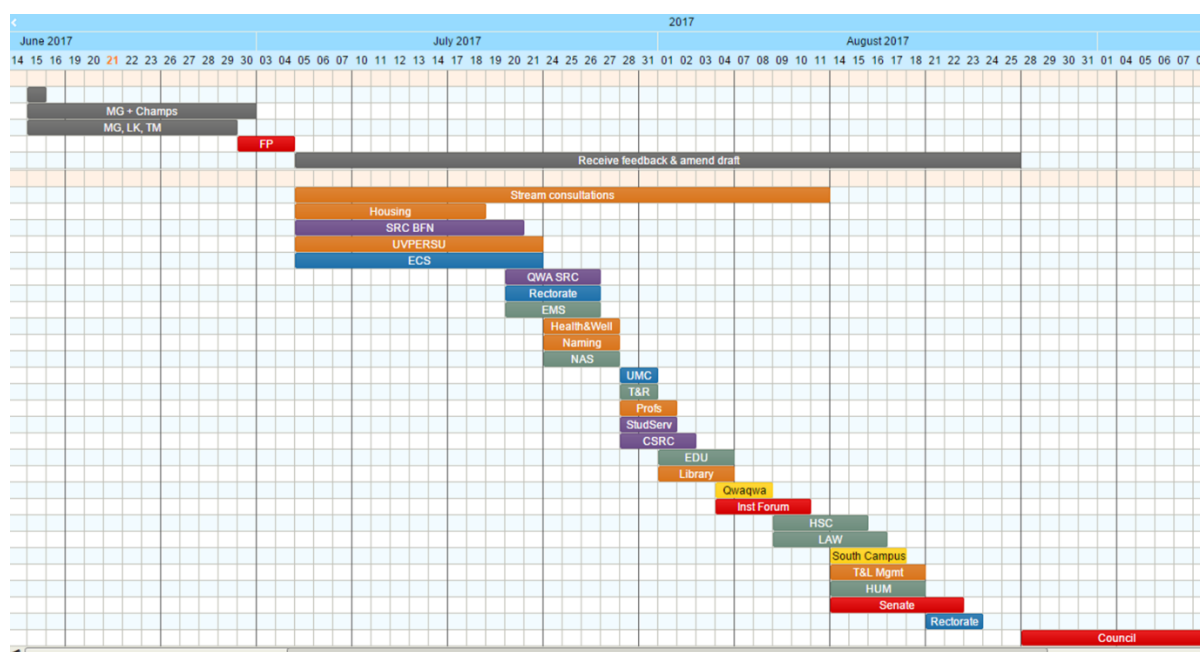 2017
June 2017 July 2017 August 2017
14 15 16 19 20 21 22 23 26 27 28 29 30 03 04 05 06 07 10 11 12 13 14 17 18 19 20 21 24 25 26 27 28 31 01 02 03 04 07 08 09 10 11 14 15 16 17 18 21 22 23 24 25 28 29 30 31 01 04 05 06 07
MG + Champs
MG, LK, TM
FP
Receive feedback & amend draft
Stream consultations
Housing
SRC BFN
UVPERSU
ECS
QWA SRC
Rectorate
EMS
Health&Well
Naming
NAS
UMC
T&R
Profs
StudServ
CSRC
EDU
Library
Qwaqwa
Inst Forum
HSC
LAW
South Campus
T&L Mgmt
HUM
Senate
Rectorate
Council